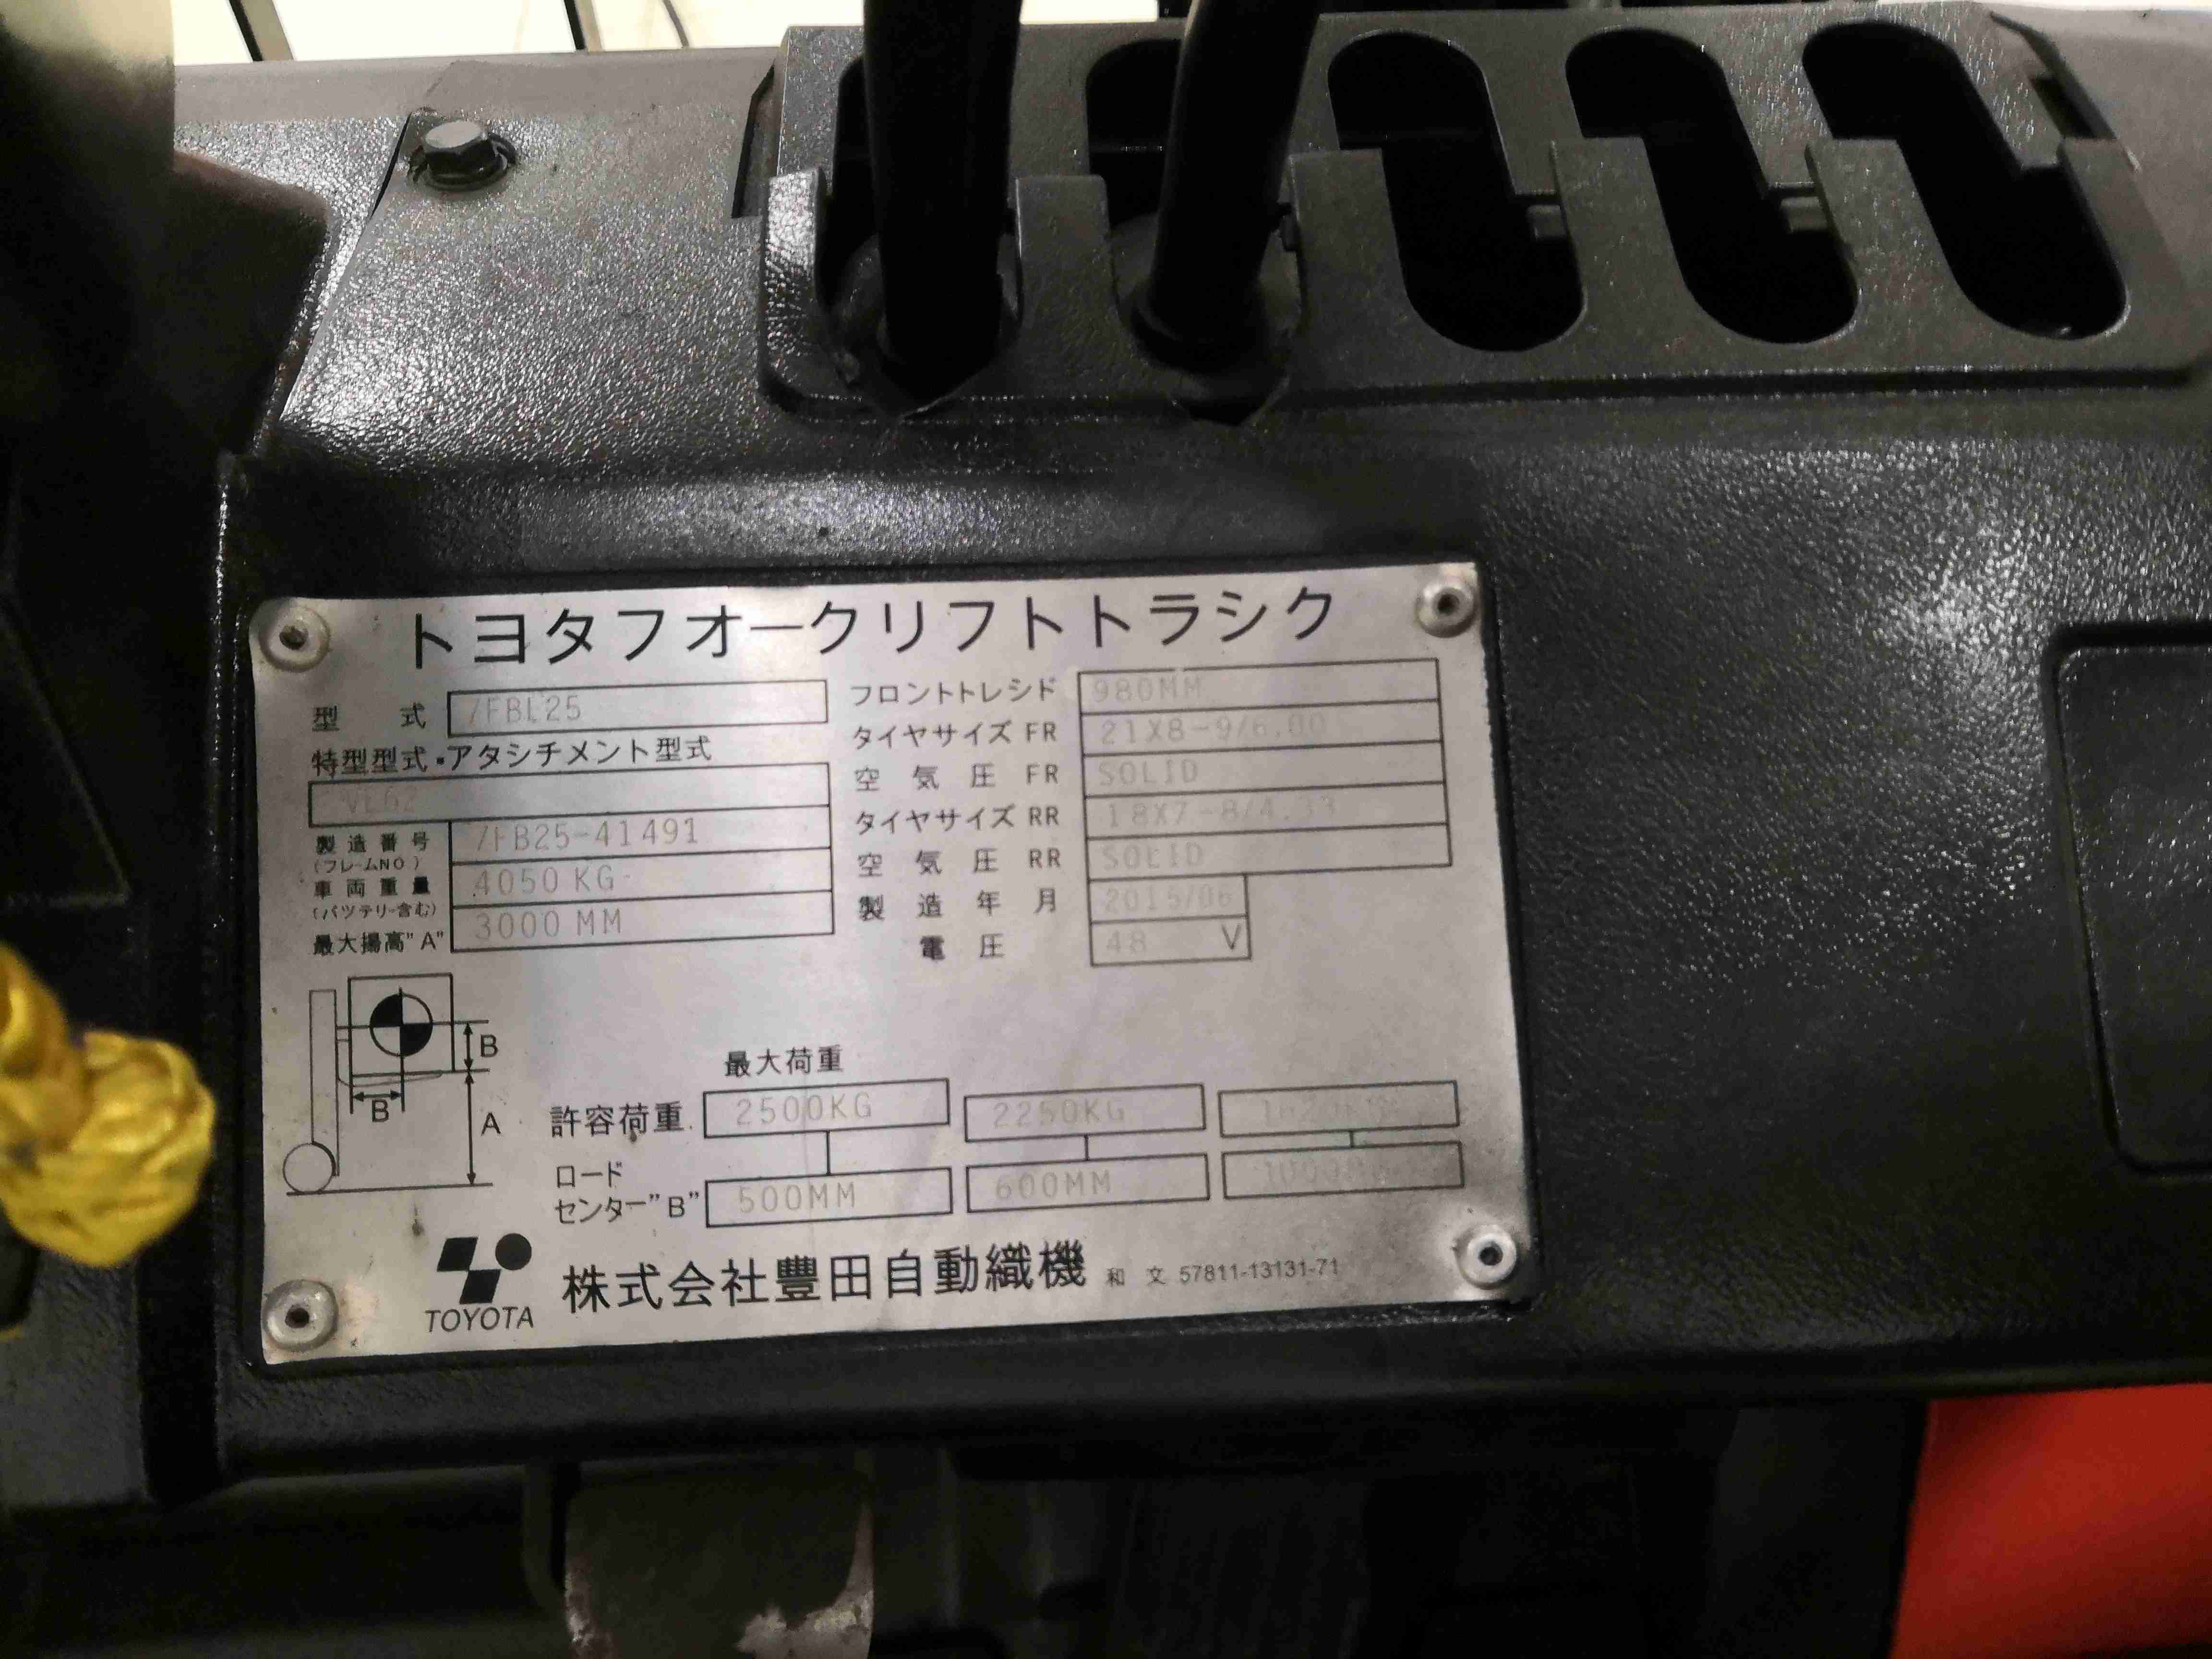 トヨタフオークリフトトラシク
型 式 7FBL25
特型型式・アタシチメント型式
VL62
製造番号 7FB25-41491
(フレームNO.)
車両重量 4050 KG
(バツテリー含む)
最大揚高"A" 3000 MM
フロントトレシド 980MM
タイヤサイズ FR 21X8-9/6.00
空気圧 FR SOLID
タイヤサイズ RR 18X7-8/4.33
空気圧 RR SOLID
製造年月 2015/06
電圧 48 V
B
B
A
最大荷重
許容荷重 2500KG 2250KG
ロード
センター"B" 500MM 600MM
TOYOTA
株式会社豐田自動織機 和文 57811-13131-71